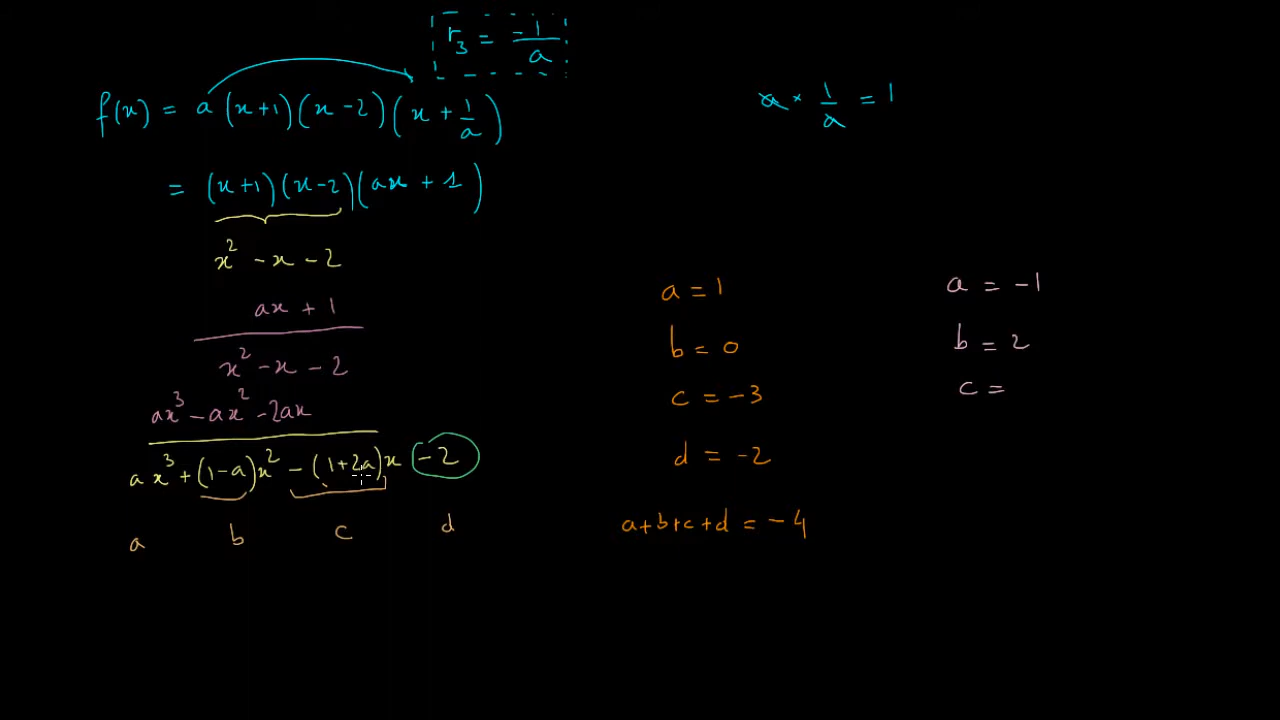 r₃ = -1/a
f(x) = a(x+1)(x-2)(x + 1/a)
a × 1/a = 1
= (x+1)(x-2)(ax + 1)
x² - x - 2
ax + 1
x² - x - 2
ax³ - ax² - 2ax
ax³ + (1-a)x² - (1+2a)x - 2
a b c d
a = 1
b = 0
c = -3
d = -2
a+b+c+d = -4
a = -1
b = 2
c =